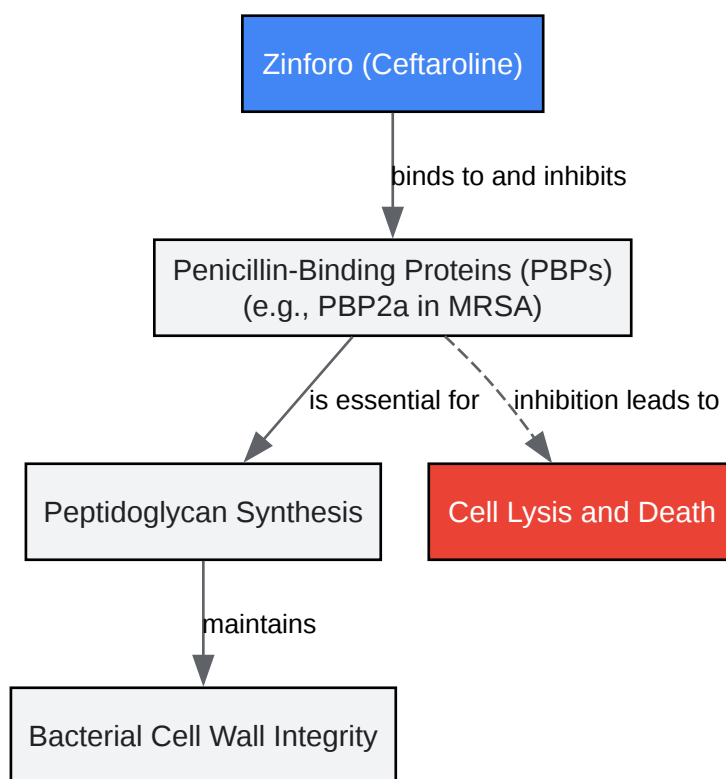 Zinforo (Ceftaroline)
binds to and inhibits
Penicillin-Binding Proteins (PBPs)
(e.g., PBP2a in MRSA)
is essential for
inhibition leads to
Peptidoglycan Synthesis
Cell Lysis and Death
maintains
Bacterial Cell Wall Integrity